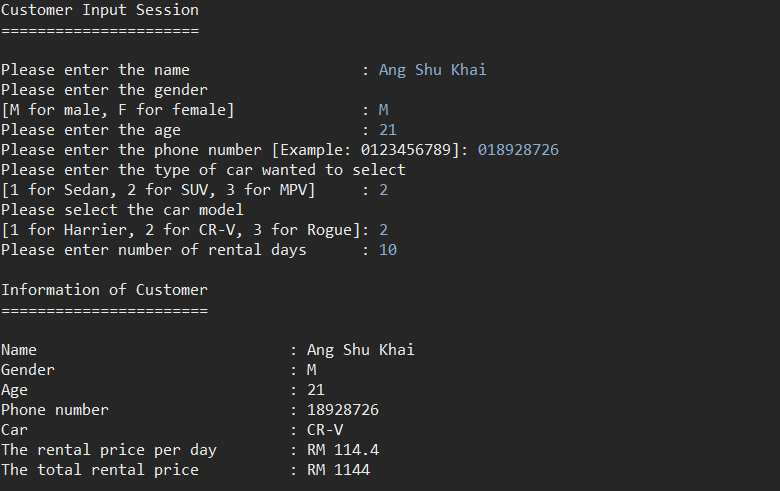 Customer Input Session
======================
Please enter the name : Ang Shu Khai
Please enter the gender
[M for male, F for female] : M
Please enter the age : 21
Please enter the phone number [Example: 0123456789]: 018928726
Please enter the type of car wanted to select
[1 for Sedan, 2 for SUV, 3 for MPV] : 2
Please select the car model
[1 for Harrier, 2 for CR-V, 3 for Rogue]: 2
Please enter number of rental days : 10
Information of Customer
=======================
Name : Ang Shu Khai
Gender : M
Age : 21
Phone number : 18928726
Car : CR-V
The rental price per day : RM 114.4
The total rental price : RM 1144